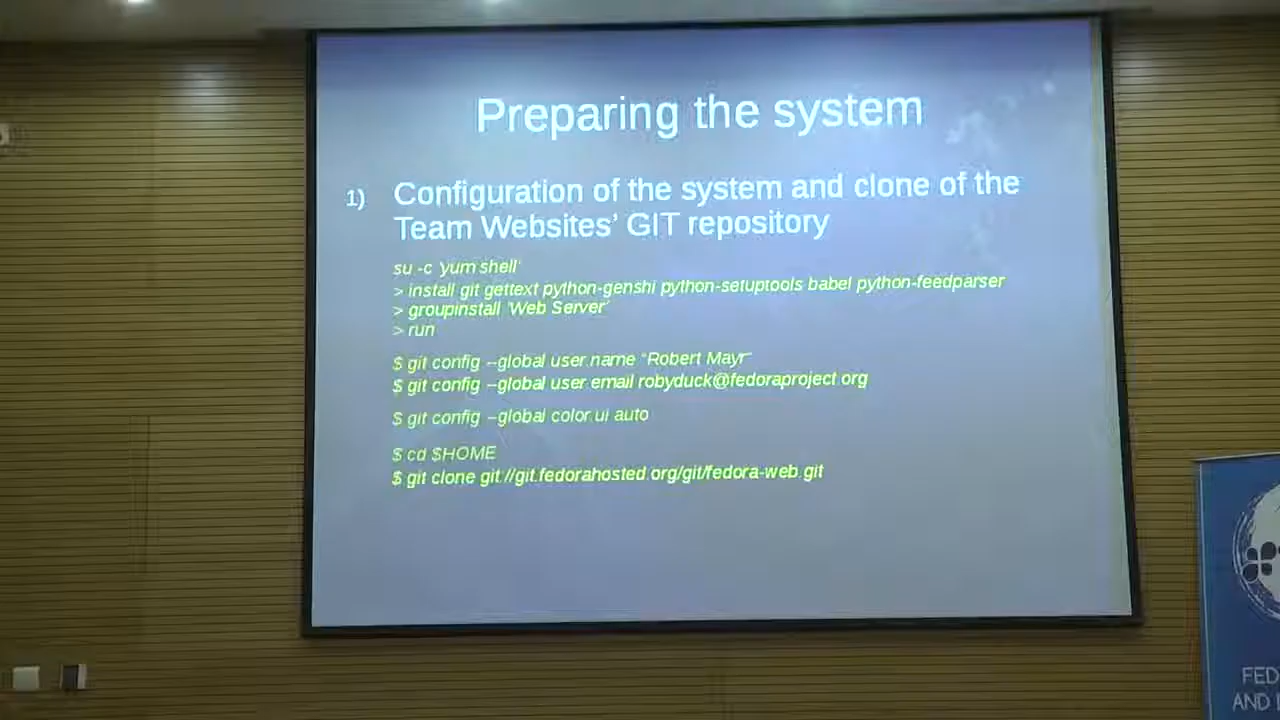 Preparing the system
1) Configuration of the system and clone of the
Team Websites’ GIT repository
su -c 'yum shell'
> install git gettext python-genshi python-setuptools babel python-feedparser
> groupinstall 'Web Server'
> run
$ git config --global user.name "Robert Mayr"
$ git config --global user.email robyduck@fedoraproject.org
$ git config --global color.ui auto
$ cd $HOME
$ git clone git://git.fedorahosted.org/git/fedora-web.git
FED
AND